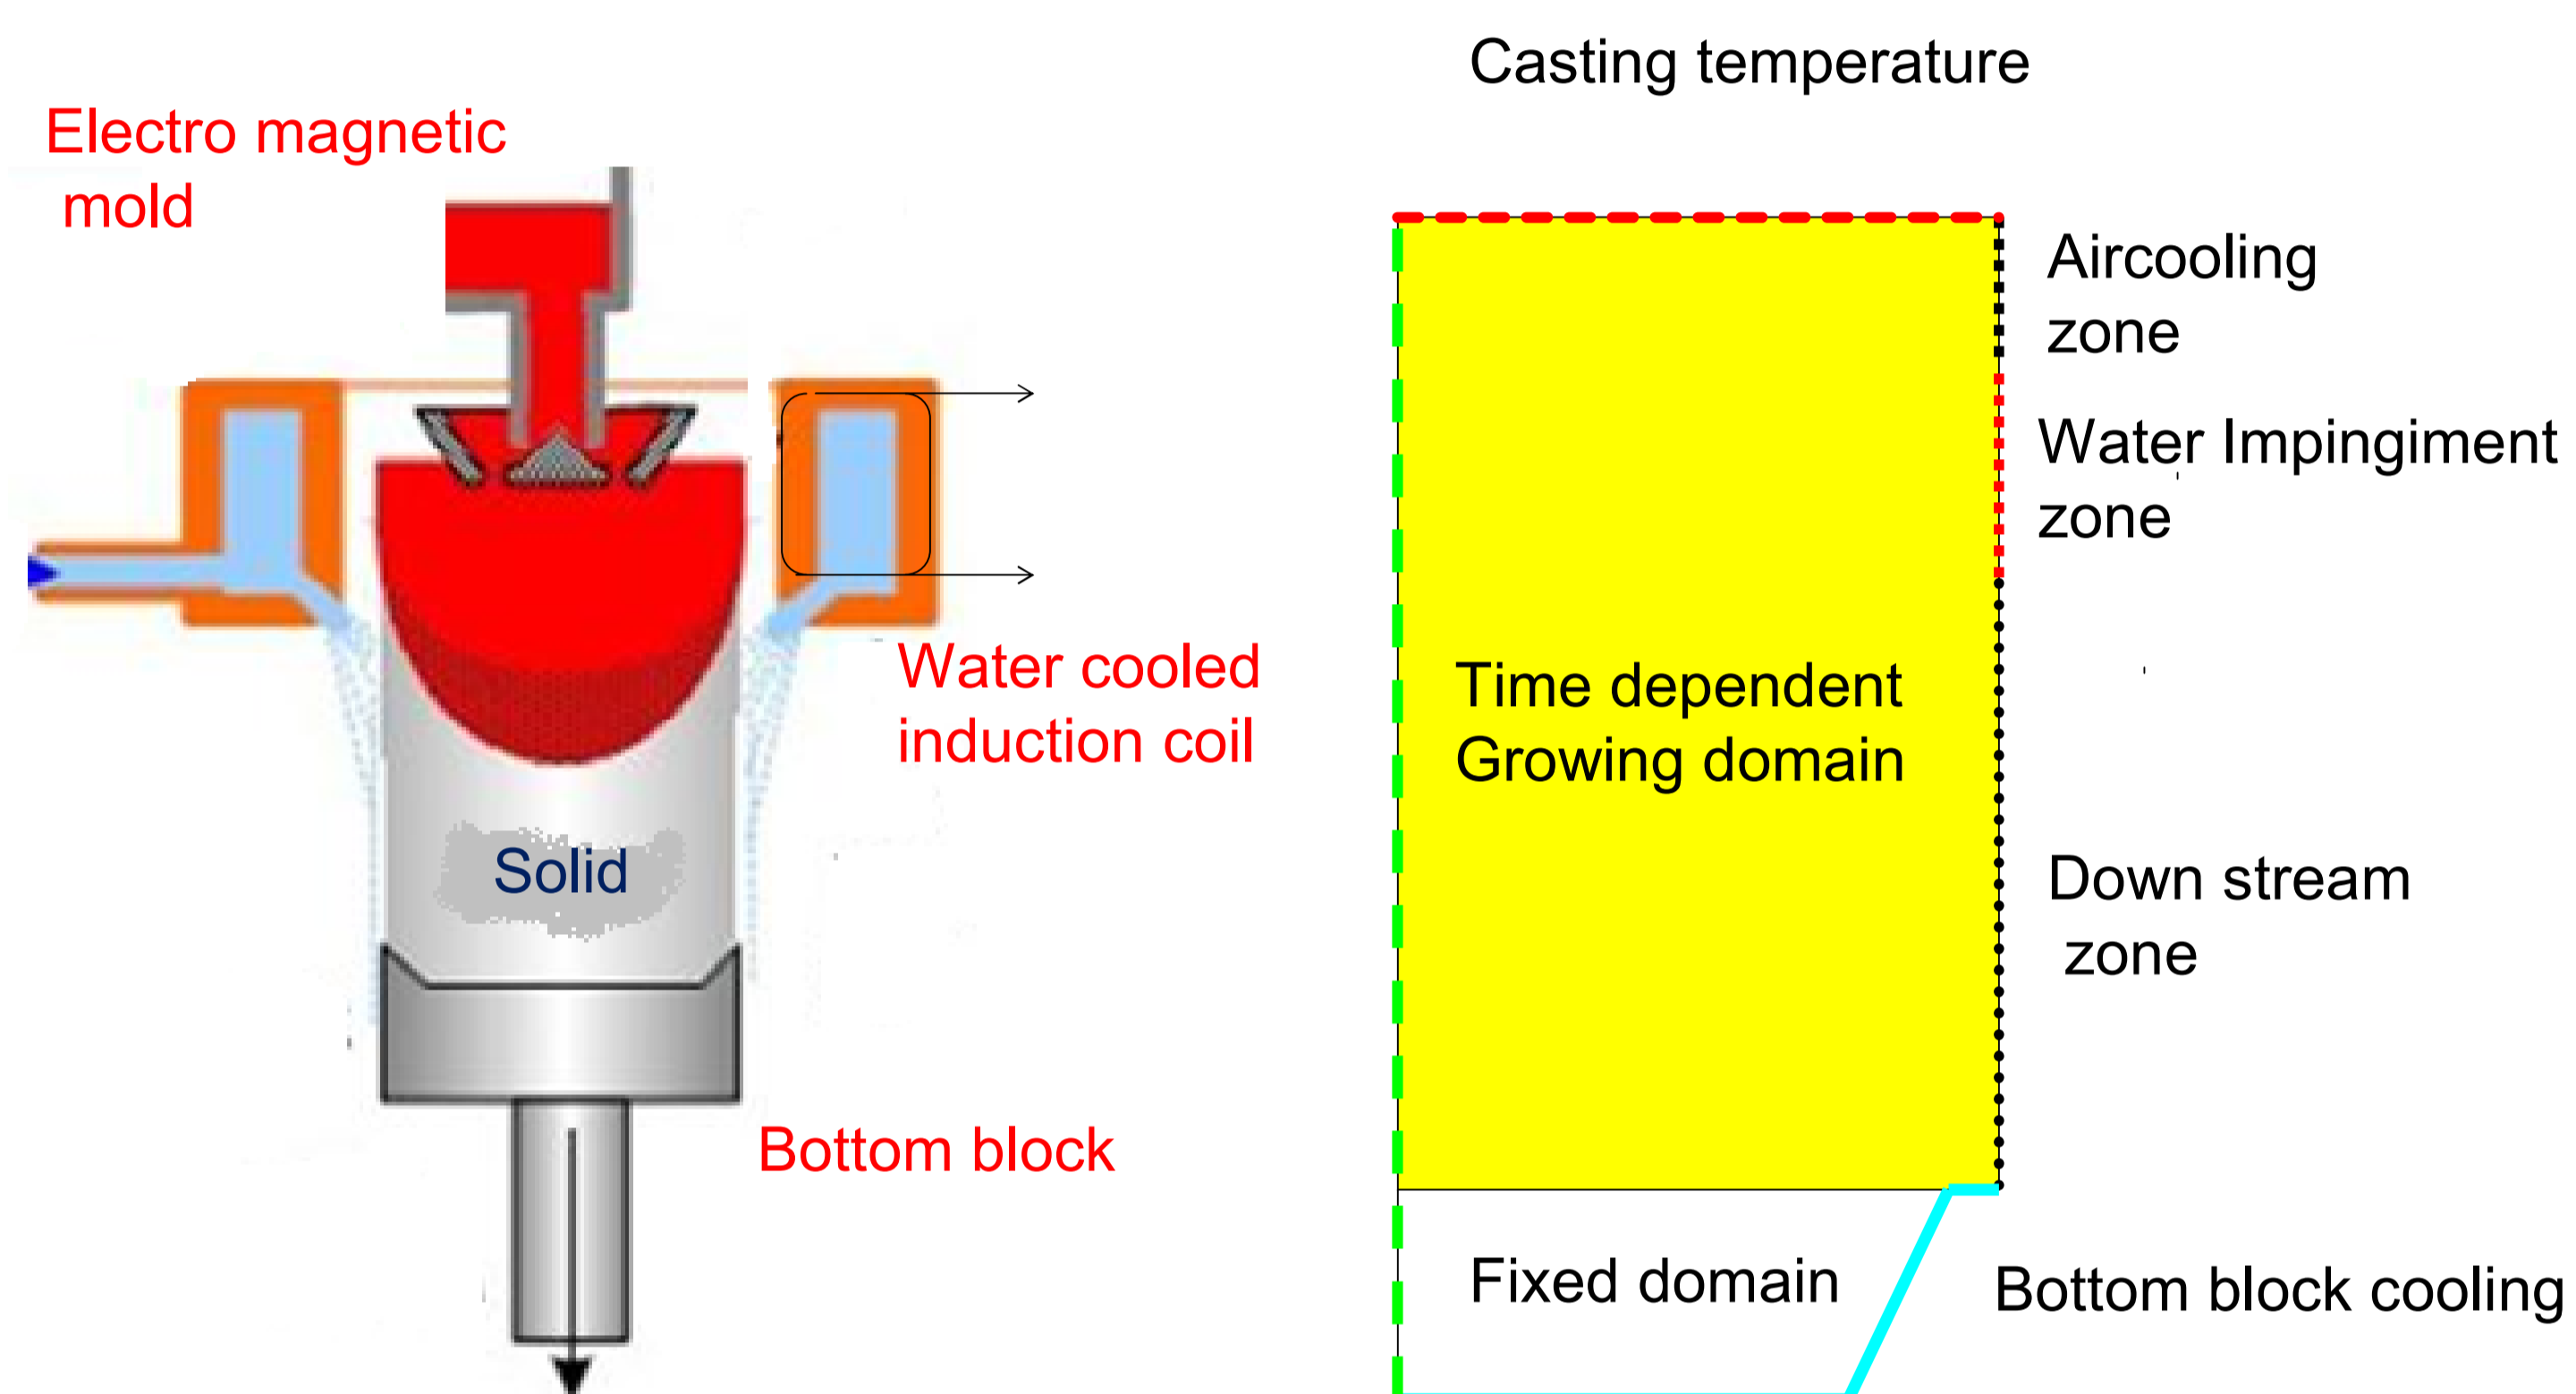 Casting temperature
Electro magnetic
mold
Aircooling
zone
Water Impingiment
zone
Water cooled
induction coil
Time dependent
Growing domain
Solid
Down stream
zone
Bottom block
Fixed domain
Bottom block cooling